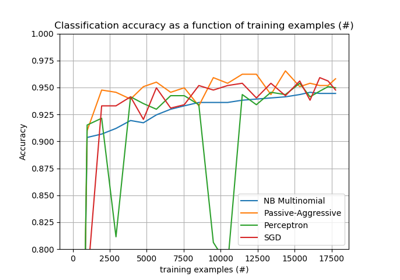 Classification accuracy as a function of training examples (#)
1.000
0.975
0.950
0.925
0.900
0.875
0.850
0.825
0.800
Accuracy
NB Multinomial
Passive-Aggressive
Perceptron
SGD
0 2500 5000 7500 10000 12500 15000 17500
training examples (#)